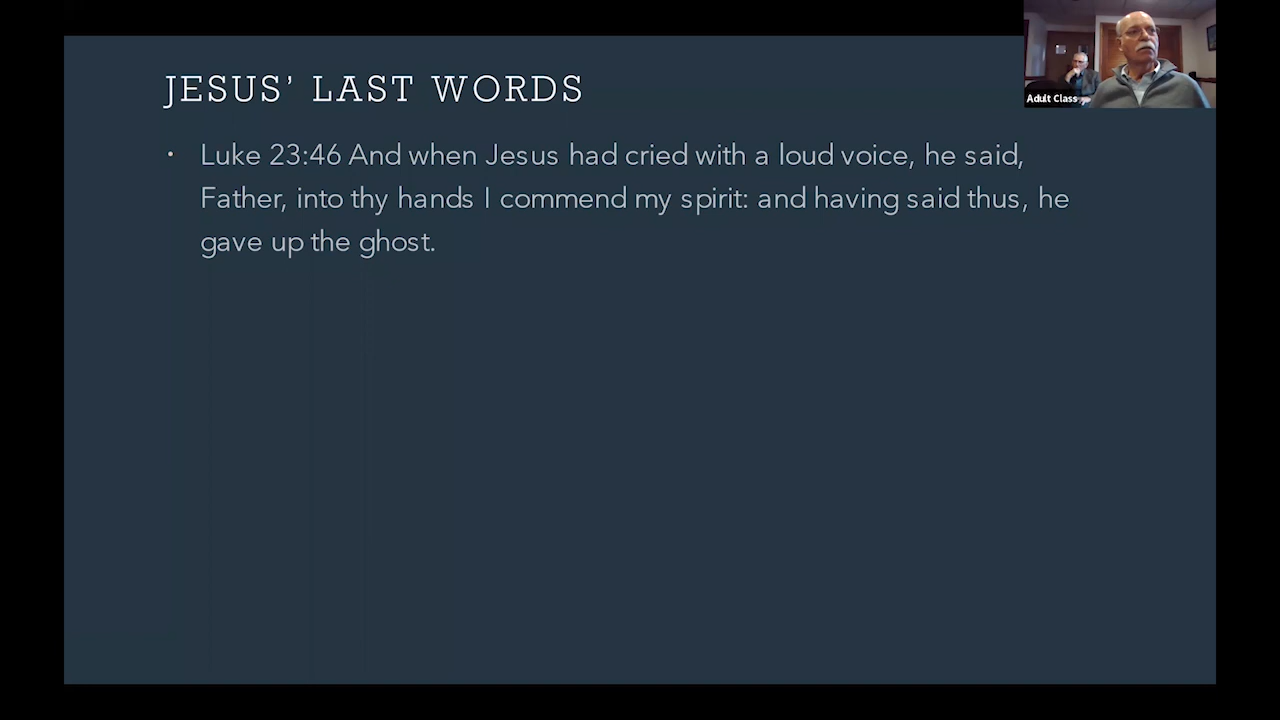 JESUS’ LAST WORDS
• Luke 23:46 And when Jesus had cried with a loud voice, he said,
Father, into thy hands I commend my spirit: and having said thus, he
gave up the ghost.
Adult Class